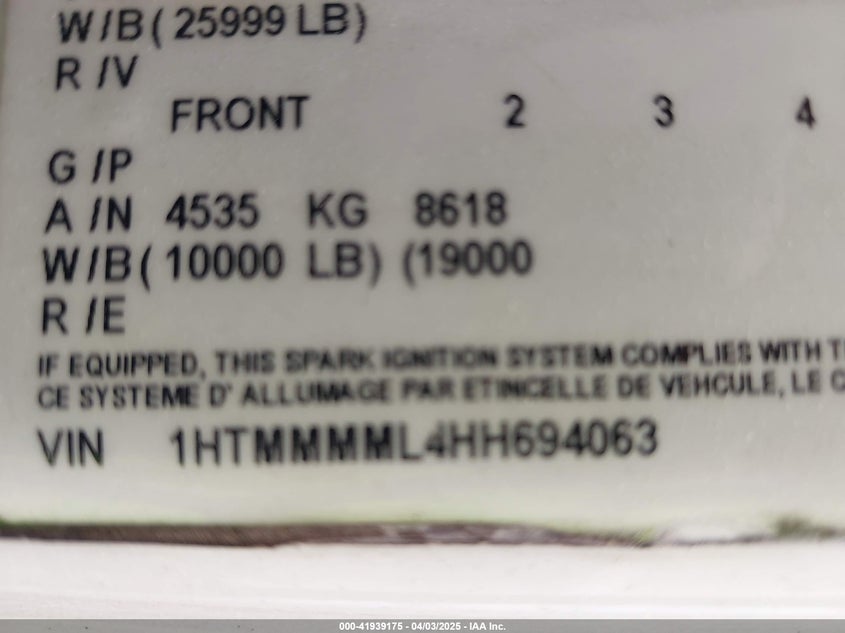 W/B( 25999 LB)
R /V
FRONT 2 3 4
G /P
A /N 4535 KG 8618
W/B( 10000 LB) (19000
R /E
IF EQUIPPED, THIS SPARK IGNITION SYSTEM COMPLIES WITH
CE SYSTEME D' ALLUMAGE PAR ETINCELLE DE VEHCULE, LE
VIN 1HTMMMML4HH694063
000-41939175 - 04/03/2025 - IAA Inc.